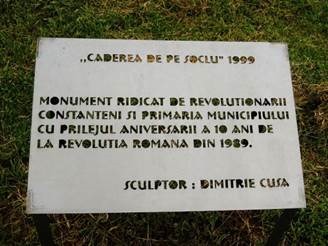 ,,CADEREA DE PE SOCLU" 1999
MONUMENT RIDICAT DE REVOLUTIONARII
CONSTANTENI SI PRIMARIA MUNICIPIULUI
CU PRILEJUL ANIVERSARII A 10 ANI DE
LA REVOLUTIA ROMANA DIN 1989.
SCULPTOR : DIMITRIE CUSA